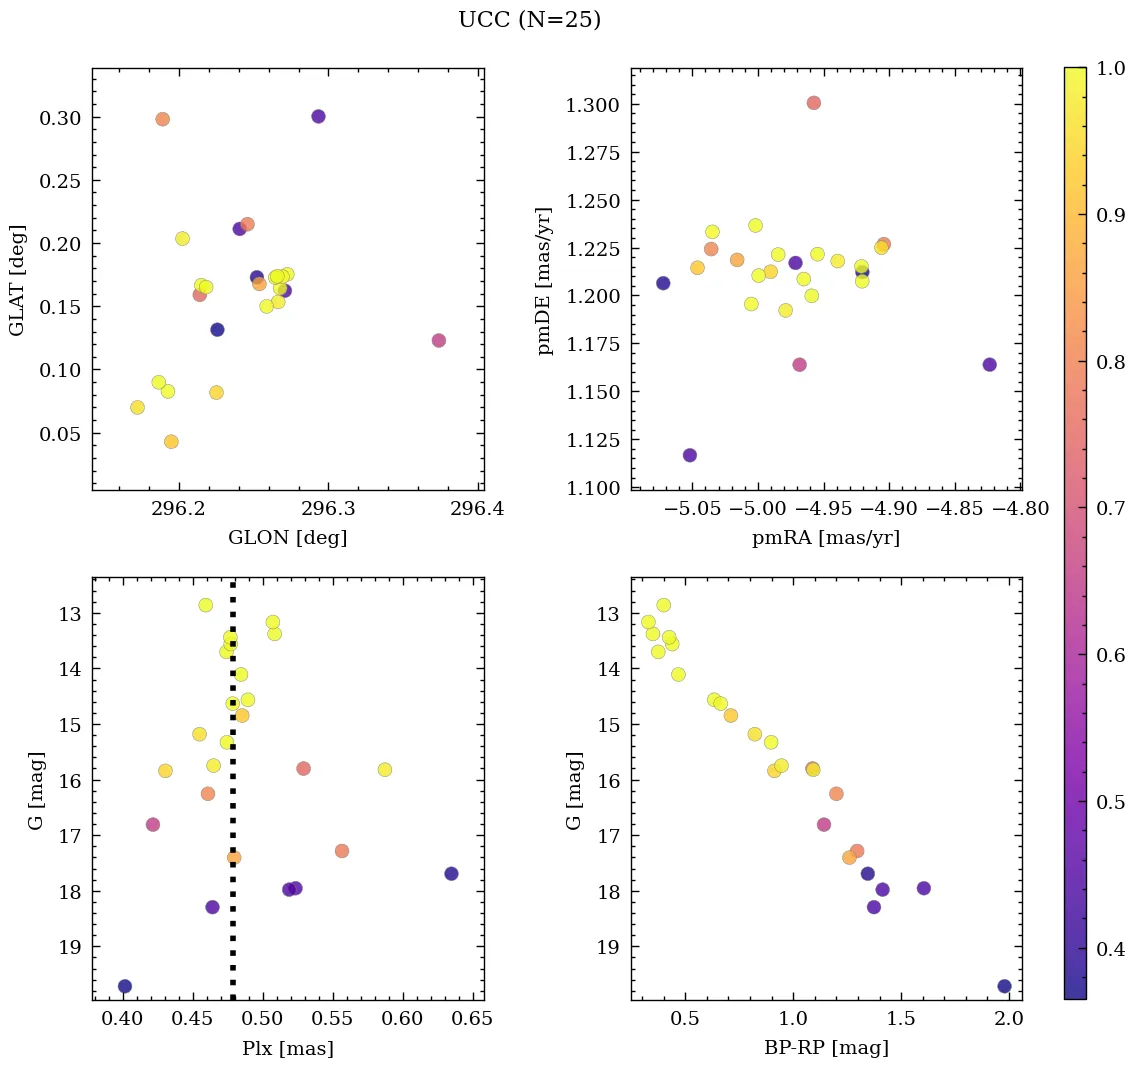 UCC (N=25)
0.30
0.25
0.20
0.15
0.10
0.05
GLAT [deg]
296.2 296.3 296.4
GLON [deg]
1.300
1.275
1.250
1.225
1.200
1.175
1.150
1.125
1.100
pmDE [mas/yr]
−5.05 −5.00 −4.95 −4.90 −4.85 −4.80
pmRA [mas/yr]
13
14
15
16
17
18
19
G [mag]
0.40 0.45 0.50 0.55 0.60 0.65
Plx [mas]
13
14
15
16
17
18
19
G [mag]
0.5 1.0 1.5 2.0
BP-RP [mag]
1.0
0.9
0.8
0.7
0.6
0.5
0.4